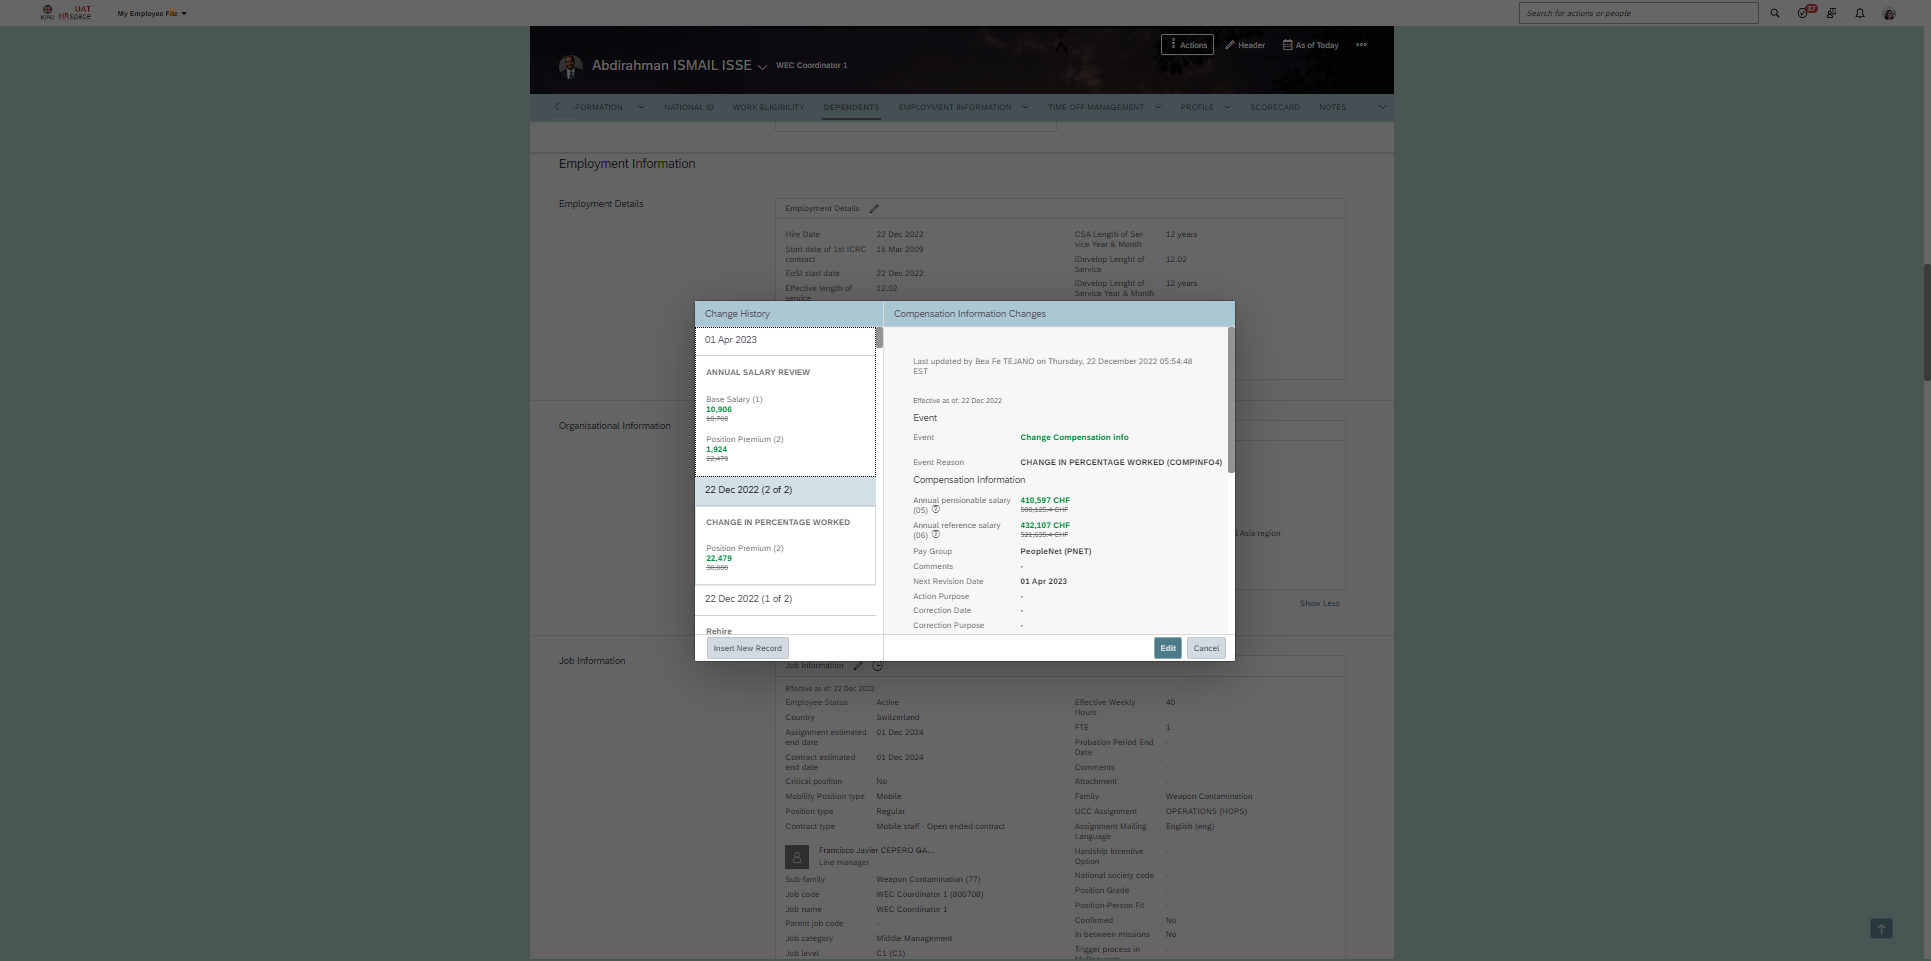 ICRC
UAT
HRspace
My Employee File
Search for actions or people
37
Actions
Header
As of Today
Abdirahman ISMAIL ISSE
WEC Coordinator 1
IFORMATION
NATIONAL ID
WORK ELIGIBILITY
DEPENDENTS
EMPLOYMENT INFORMATION
TIME OFF MANAGEMENT
PROFILE
SCORECARD
NOTES
Employment Information
Employment Details
Employment Details
Hire Date
22 Dec 2022
Start date of 1st ICRC
contract
16 Mar 2009
EoSI start date
22 Dec 2022
Effective length of
service
12.02
CSA Length of Ser-
vice Year & Month
12 years
iDevelop Lenght of
Service
12.02
iDevelop Lenght of
Service Year & Month
12 years
Change History
01 Apr 2023
ANNUAL SALARY REVIEW
Base Salary (1)
10,906
10,760
Position Premium (2)
1,924
22,479
22 Dec 2022 (2 of 2)
CHANGE IN PERCENTAGE WORKED
Position Premium (2)
22,479
30,000
22 Dec 2022 (1 of 2)
Rehire
Insert New Record
Compensation Information Changes
Last updated by Bea Fe TEJANO on Thursday, 22 December 2022 05:54:48
EST
Effective as of: 22 Dec 2022
Event
Event
Change Compensation info
Event Reason
CHANGE IN PERCENTAGE WORKED (COMPINFO4)
Compensation Information
Annual pensionable salary
(05)
410,597 CHF
500,125.4 CHF
Annual reference salary
(06)
432,107 CHF
521,635.4 CHF
Pay Group
PeopleNet (PNET)
Comments
-
Next Revision Date
01 Apr 2023
Action Purpose
-
Correction Date
-
Correction Purpose
-
Edit
Cancel
Organisational Information
Asia region
Show Less
Job Information
Job Information
Effective as of: 22 Dec 2022
Employee Status
Active
Country
Switzerland
Assignment estimated
end date
01 Dec 2024
Contract estimated
end date
01 Dec 2024
Critical position
No
Mobility Position type
Mobile
Position type
Regular
Contract type
Mobile staff - Open ended contract
Francisco Javier CEPERO GA...
Line manager
Sub-family
Weapon Contamination (77)
Job code
WEC Coordinator 1 (800708)
Job name
WEC Coordinator 1
Parent job code
-
Job category
Middle Management
Job level
C1 (C1)
Effective Weekly
Hours
40
FTE
1
Probation Period End
Date
-
Comments
-
Attachment
-
Family
Weapon Contamination
UCC Assignment
OPERATIONS (HOPS)
Assignment Mailing
Language
English (eng)
Hardship Incentive
Option
-
National society code
-
Position Grade
-
Position-Person Fit
-
Confirmed
No
In between missions
No
Trigger process in
MyRequests
-